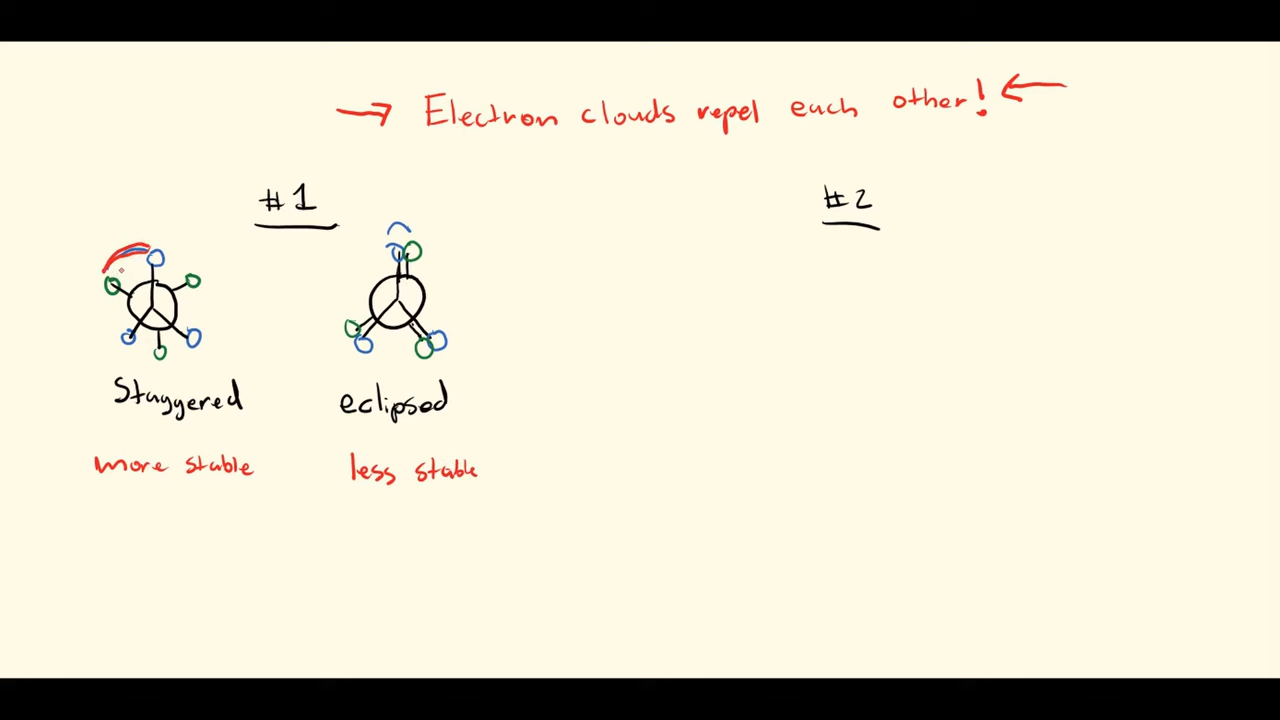 → Electron clouds repel each other! ←
#1
#2
Staggered
eclipsed
more stable
less stable